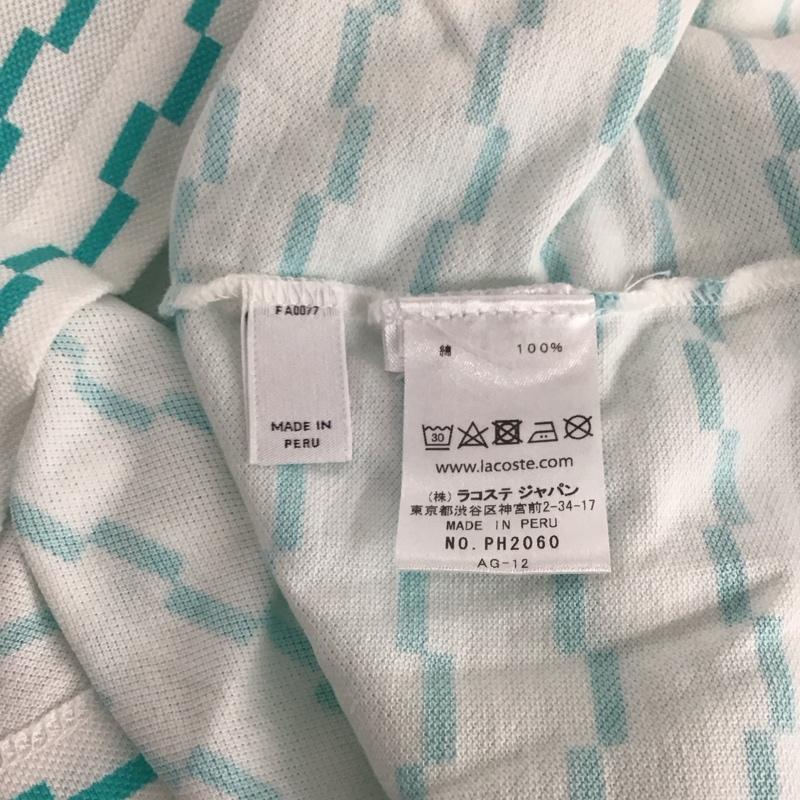 FA0077
MADE IN
PERU
綿 100%
30
www.lacoste.com
(株) ラコステ ジャパン
東京都渋谷区神宮前2-34-17
MADE IN PERU
NO. PH2060
AG-12